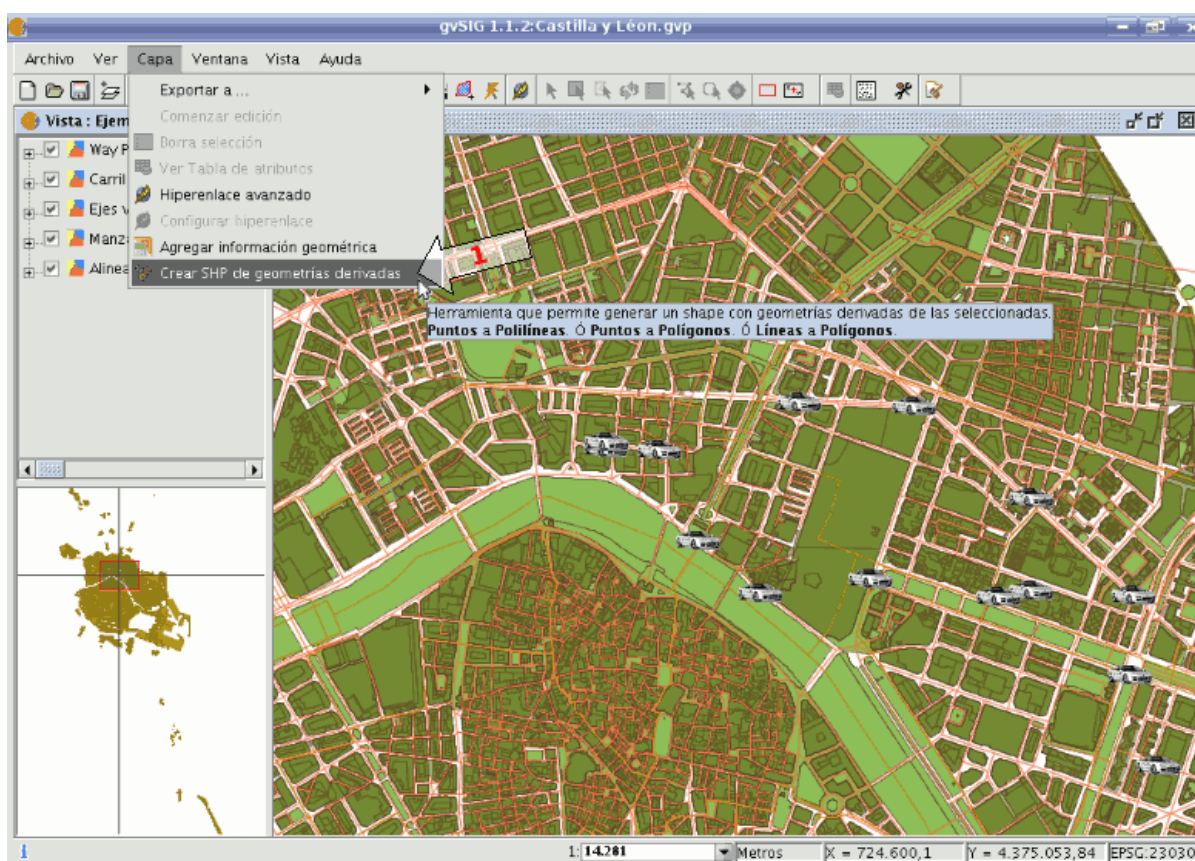 gvSIG 1.1.2:Castilla y Léon.gvp
Archivo Ver Capa Ventana Vista Ayuda
Exportar a ...
Comenzar edición
Vista : Ejem
Borra selección
Way P
Ver Tabla de atributos
Carril
Hiperenlace avanzado
Ejes v
Configurar hiperenlace
Manz
Agregar información geométrica
1
Alinea
Crear SHP de geometrías derivadas
Herramienta que permite generar un shape con geometrías derivadas de las seleccionadas.
Puntos a Polilíneas. Ó Puntos a Polígonos. Ó Líneas a Polígonos.
1: 14.281 Metros X = 724.600,1 Y = 4.375.053,84 EPSG:23030